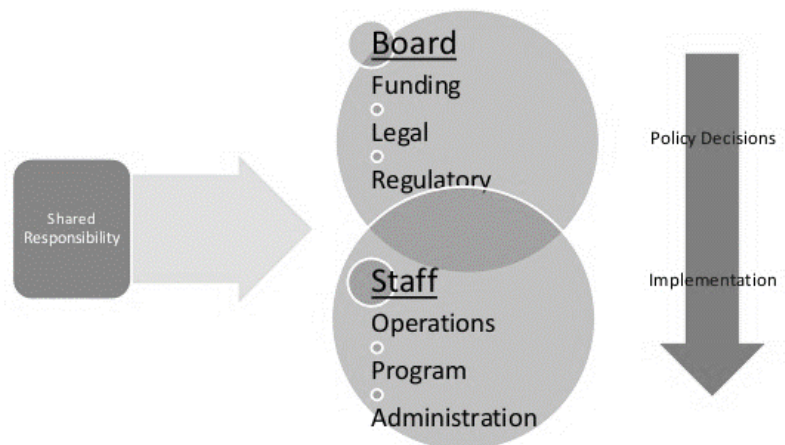 Shared
Responsibility
Board
Funding
Legal
Regulatory
Staff
Operations
Program
Administration
Policy Decisions
Implementation